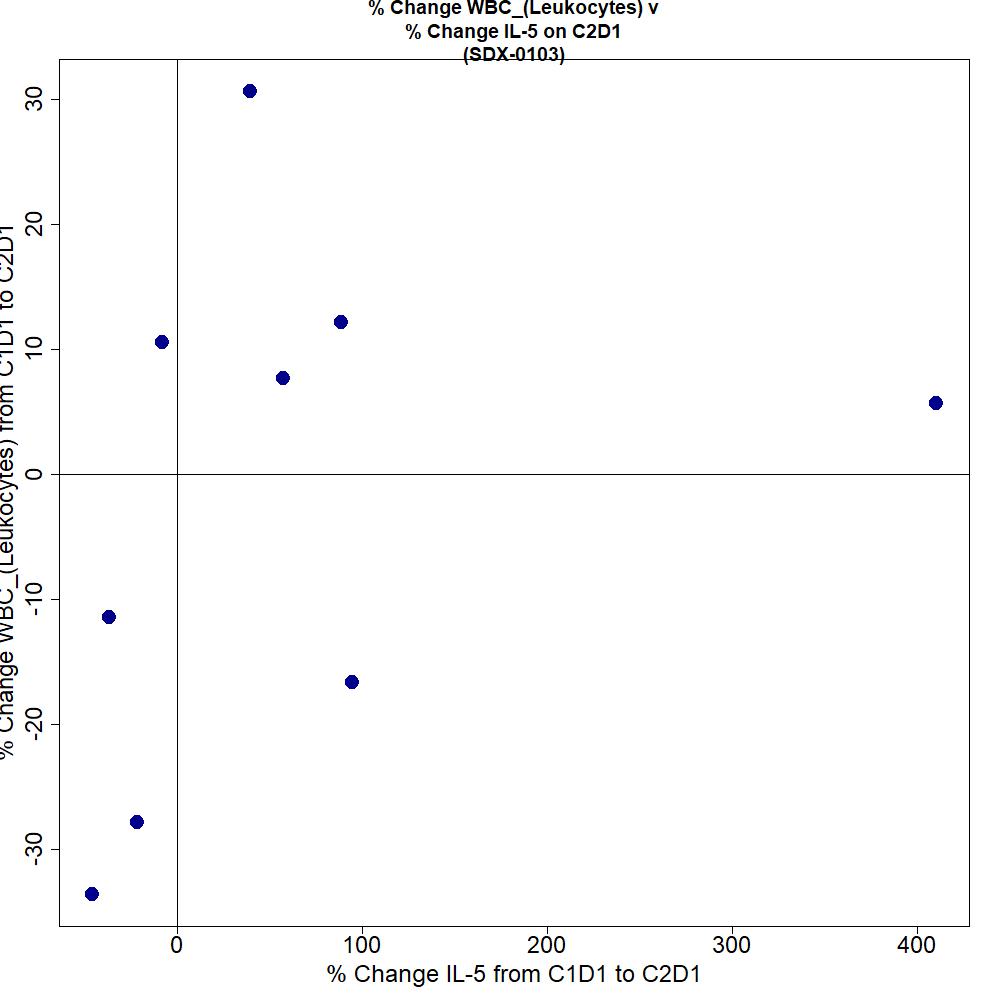 % Change WBC_(Leukocytes) v
% Change IL-5 on C2D1
(SDX-0103)
% Change WBC_(Leukocytes) from C1D1 to C2D1
30
20
10
0
-10
-20
-30
0 100 200 300 400
% Change IL-5 from C1D1 to C2D1